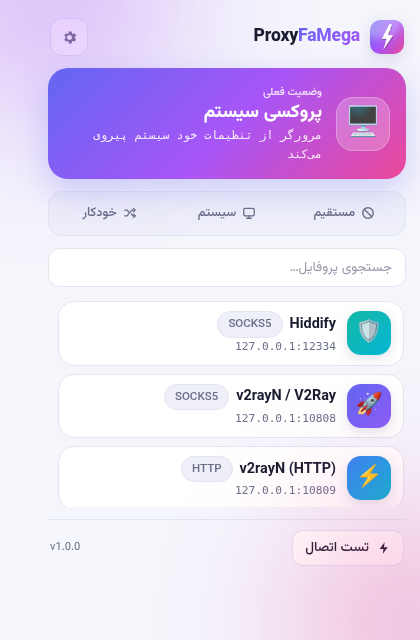 ProxyFaMega
وضعیت فعلی
پروکسی سیستم
مرورگر از تنظیمات خود سیستم پیروی
می‌کند
مستقیم
سیستم
خودکار
جستجوی پروفایل...
Hiddify SOCKS5
127.0.0.1:12334
v2rayN / V2Ray SOCKS5
127.0.0.1:10808
v2rayN (HTTP) HTTP
127.0.0.1:10809
تست اتصال
v1.0.0